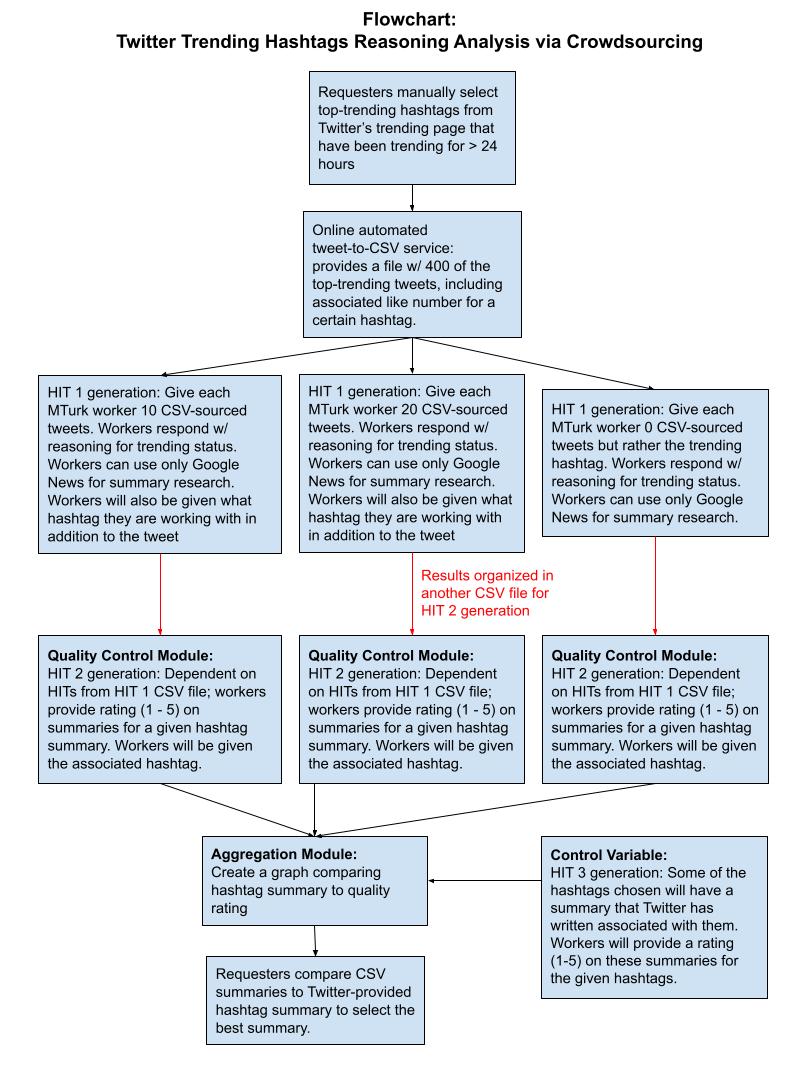 Flowchart:
Twitter Trending Hashtags Reasoning Analysis via Crowdsourcing
Requesters manually select
top-trending hashtags from
Twitter's trending page that
have been trending for > 24
hours
Online automated
tweet-to-CSV service:
provides a file w/ 400 of the
top-trending tweets, including
associated like number for a
certain hashtag.
HIT 1 generation: Give each
MTurk worker 10 CSV-sourced
tweets. Workers respond w/
reasoning for trending status.
Workers can use only Google
News for summary research.
Workers will also be given what
hashtag they are working with in
addition to the tweet
HIT 1 generation: Give each
MTurk worker 20 CSV-sourced
tweets. Workers respond w/
reasoning for trending status.
Workers can use only Google
News for summary research.
Workers will also be given what
hashtag they are working with
in addition to the tweet
HIT 1 generation: Give each
MTurk worker 0 CSV-sourced
tweets but rather the trending
hashtag. Workers respond w/
reasoning for trending status.
Workers can use only Google
News for summary research.
Results organized in
another CSV file for
HIT 2 generation
Quality Control Module:
HIT 2 generation: Dependent on
HITs from HIT 1 CSV file; workers
provide rating (1 - 5) on
summaries for a given hashtag
summary. Workers will be given
the associated hashtag.
Quality Control Module:
HIT 2 generation: Dependent
on HITs from HIT 1 CSV file;
workers provide rating (1 - 5) on
summaries for a given hashtag
summary. Workers will be given
the associated hashtag.
Quality Control Module:
HIT 2 generation: Dependent
on HITs from HIT 1 CSV file;
workers provide rating (1 - 5) on
summaries for a given hashtag
summary. Workers will be given
the associated hashtag.
Aggregation Module:
Create a graph comparing
hashtag summary to quality
rating
Control Variable:
HIT 3 generation: Some of the
hashtags chosen will have a
summary that Twitter has
written associated with them.
Workers will provide a rating
(1-5) on these summaries for
the given hashtags.
Requesters compare CSV
summaries to Twitter-provided
hashtag summary to select the
best summary.